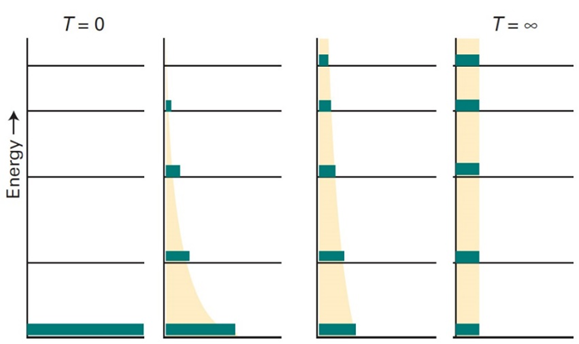 T = 0
T = ∞
Energy →